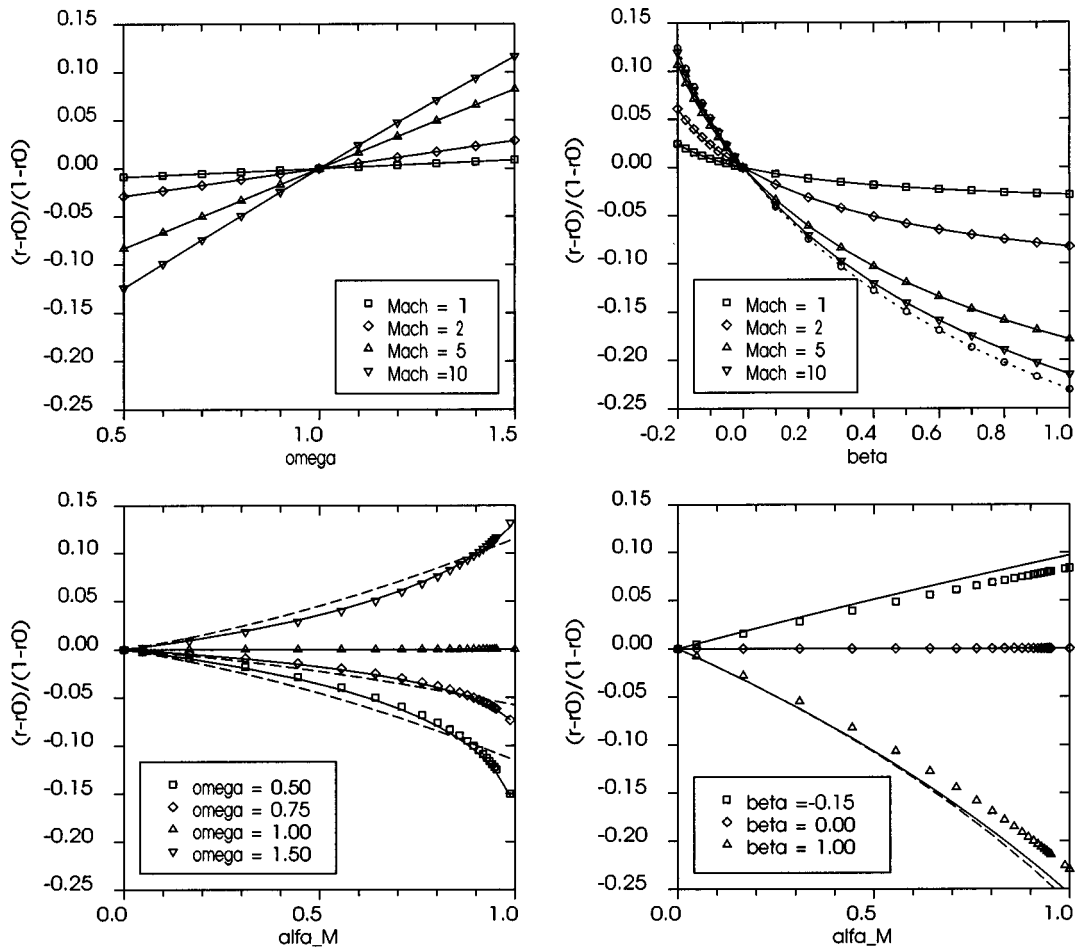 0.15
0.10
0.05
0.00
-0.05
-0.10
-0.15
-0.20
-0.25
(r-r0)/(1-r0)
Mach = 1
Mach = 2
Mach = 5
Mach =10
0.5
1.0
1.5
omega
0.15
0.10
0.05
0.00
-0.05
-0.10
-0.15
-0.20
-0.25
(r-r0)/(1-r0)
Mach = 1
Mach = 2
Mach = 5
Mach =10
-0.2
0.0
0.2
0.4
0.6
0.8
1.0
beta
0.15
0.10
0.05
0.00
-0.05
-0.10
-0.15
-0.20
-0.25
(r-r0)/(1-r0)
omega = 0.50
omega = 0.75
omega = 1.00
omega = 1.50
0.0
0.5
1.0
alfa_M
0.15
0.10
0.05
0.00
-0.05
-0.10
-0.15
-0.20
-0.25
(r-r0)/(1-r0)
beta =-0.15
beta = 0.00
beta = 1.00
0.0
0.5
1.0
alfa_M